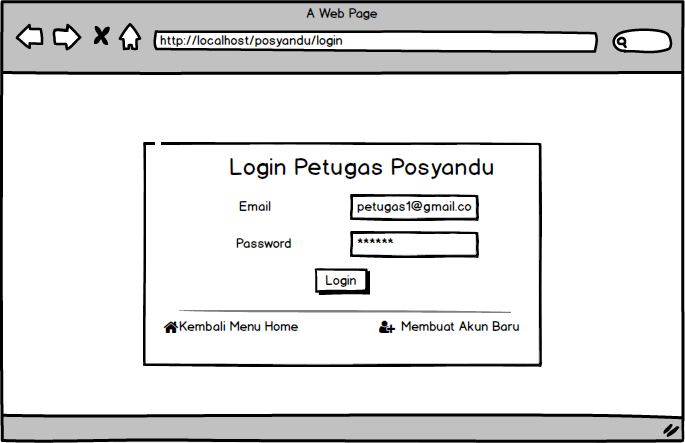 A Web Page
http://localhost/posyandu/login
Login Petugas Posyandu
Email petugas1@gmail.co
Password ******
Login
Kembali Menu Home Membuat Akun Baru